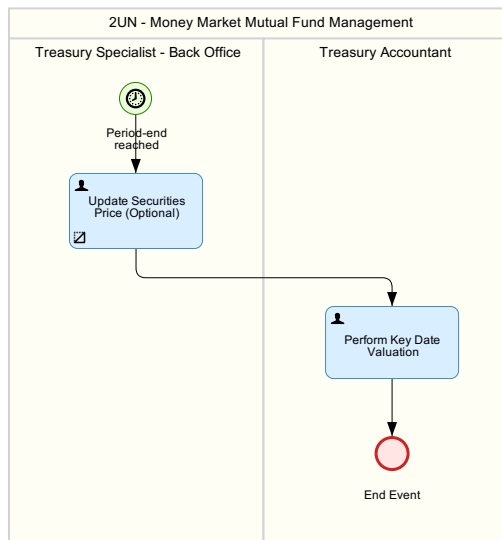 2UN - Money Market Mutual Fund Management
Treasury Specialist - Back Office
Treasury Accountant
Period-end
reached
Update Securities
Price (Optional)
Perform Key Date
Valuation
End Event